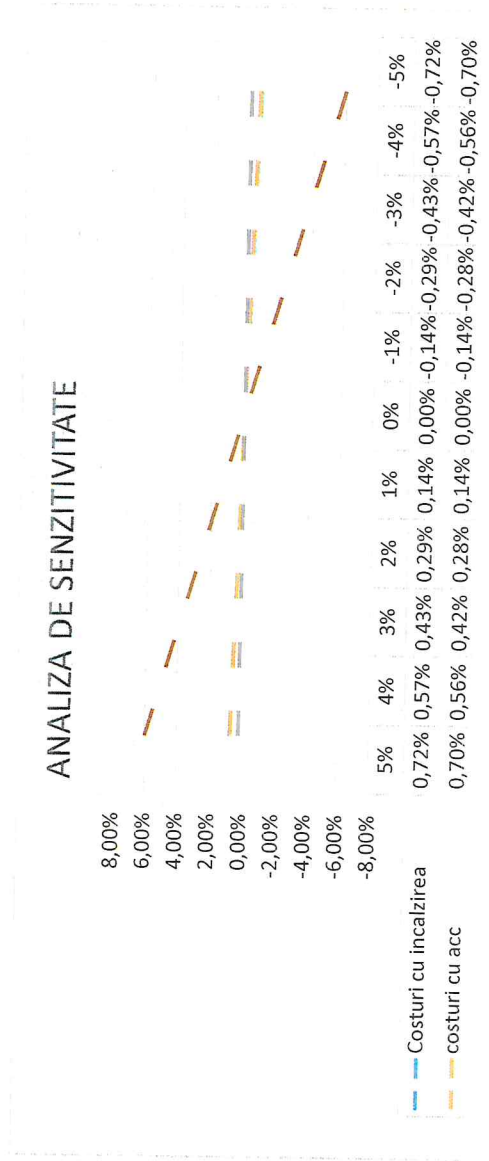 ANALIZA DE SENZITIVITATE
8,00%
6,00%
4,00%
2,00%
0,00%
-2,00%
-4,00%
-6,00%
-8,00%
5% 4% 3% 2% 1% 0% -1% -2% -3% -4% -5%
Costuri cu incalzirea 0,72% 0,57% 0,43% 0,29% 0,14% 0,00% -0,14% -0,29% -0,43% -0,57% -0,72%
costuri cu acc 0,70% 0,56% 0,42% 0,28% 0,14% 0,00% -0,14% -0,28% -0,42% -0,56% -0,70%